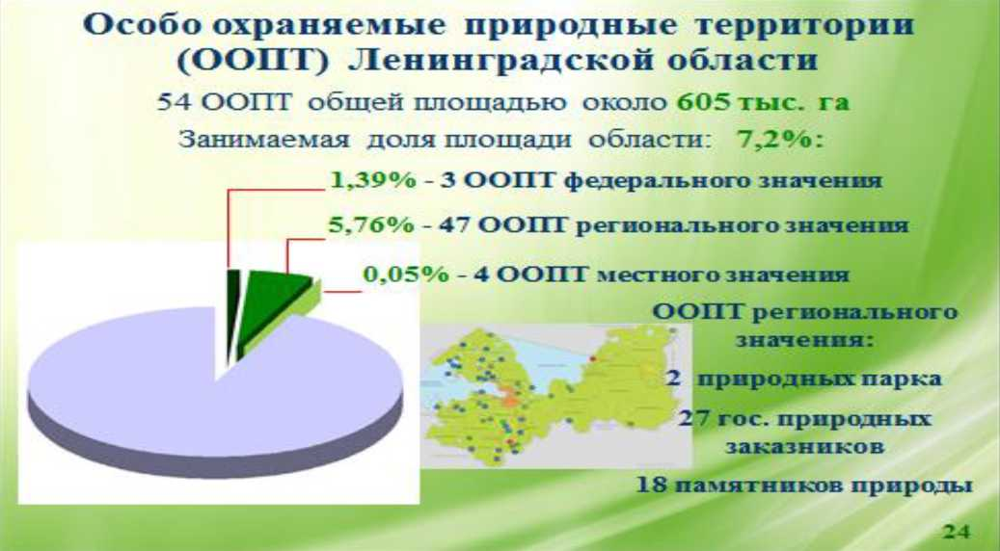 Особо охраняемые природные территории
(ООПТ) Ленинградской области
54 ООПТ общей площадью около 605 тыс. га
Занимаемая доля площади области: 7,2%:
1,39% - 3 ООПТ федерального значения
5,76% - 47 ООПТ регионального значения
0,05% - 4 ООПТ местного значения
ООПТ регионального
значения:
2 природных парка
27 гос. природных
заказников
18 памятников природы
24